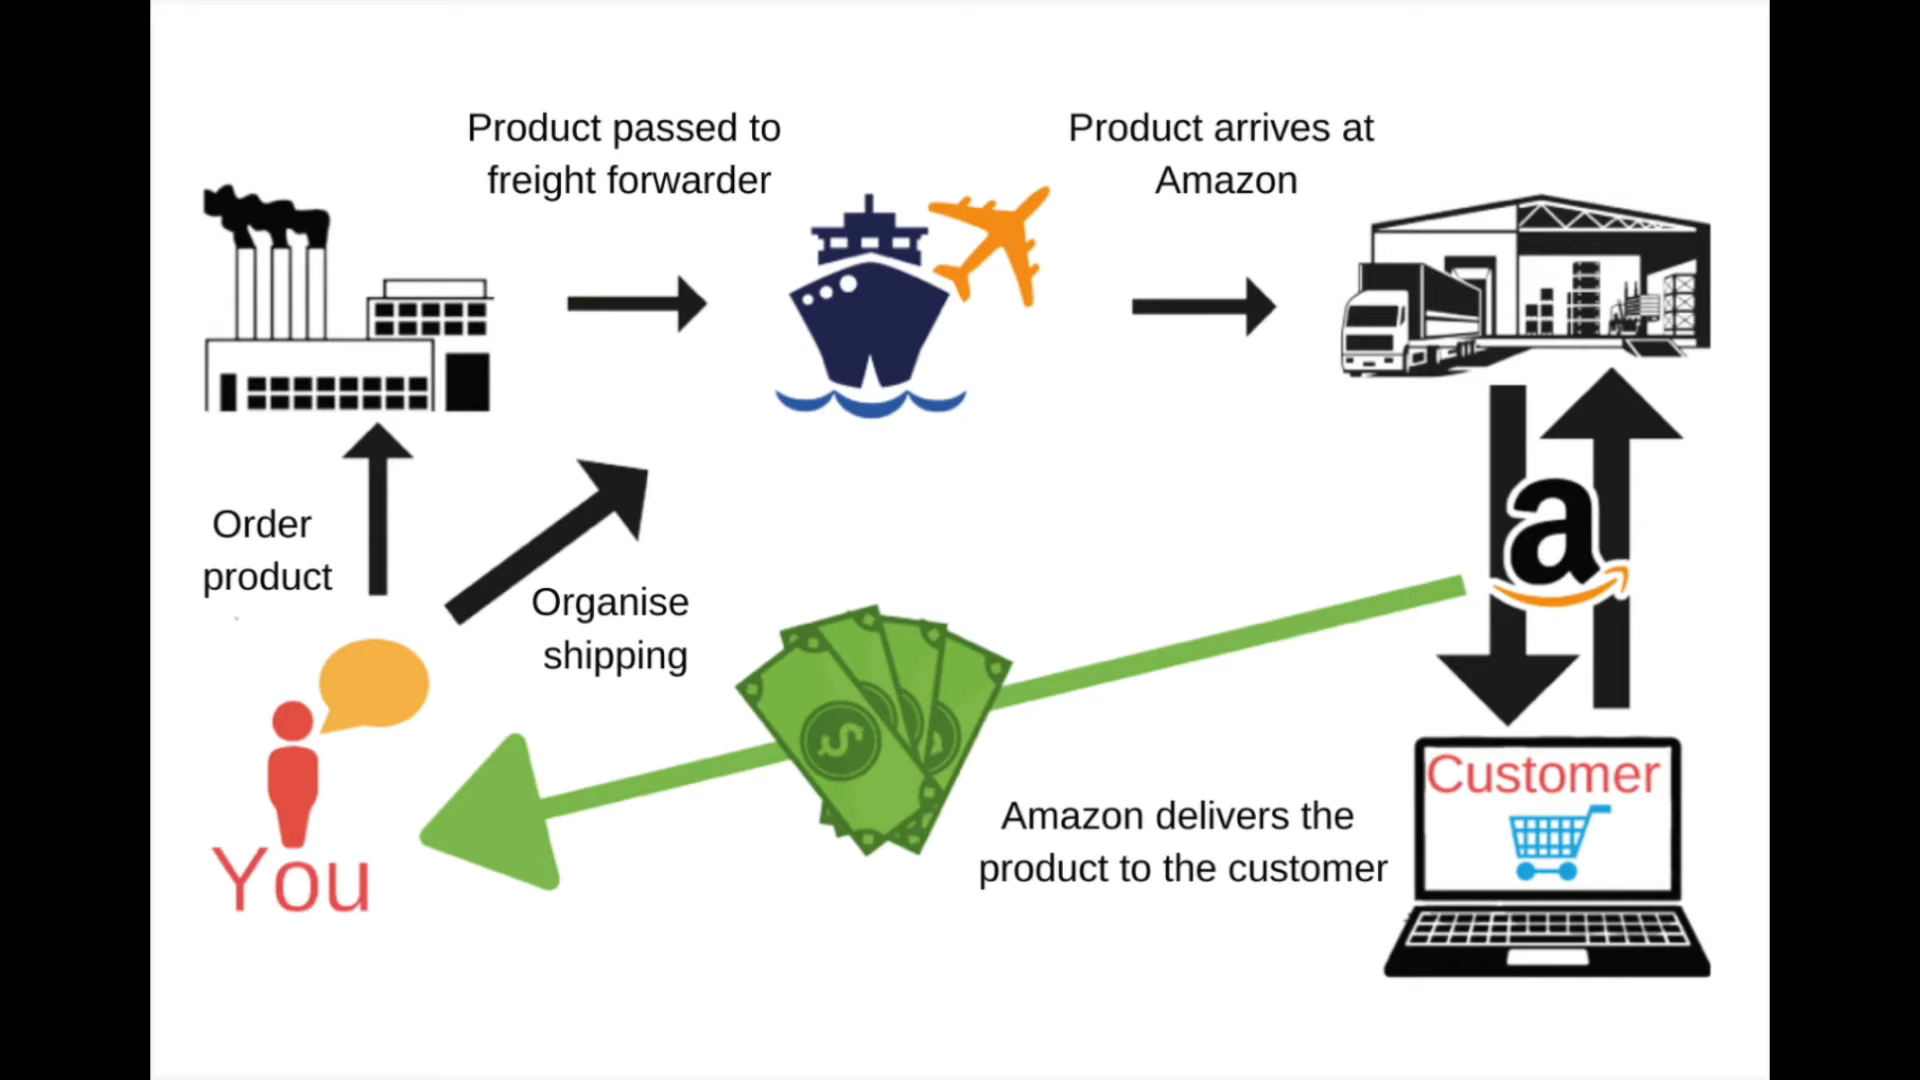 Product passed to
freight forwarder
Product arrives at
Amazon
Order
product
Organise
shipping
a
You
Amazon delivers the
product to the customer
Customer